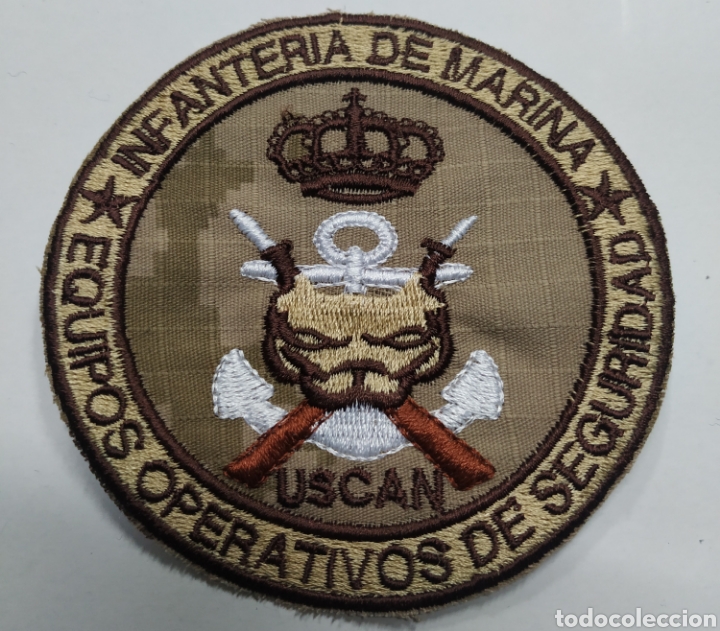 INFANTERIA DE MARINA
USCAN
EQUIPOS OPERATIVOS DE SEGURIDAD
todocoleccion